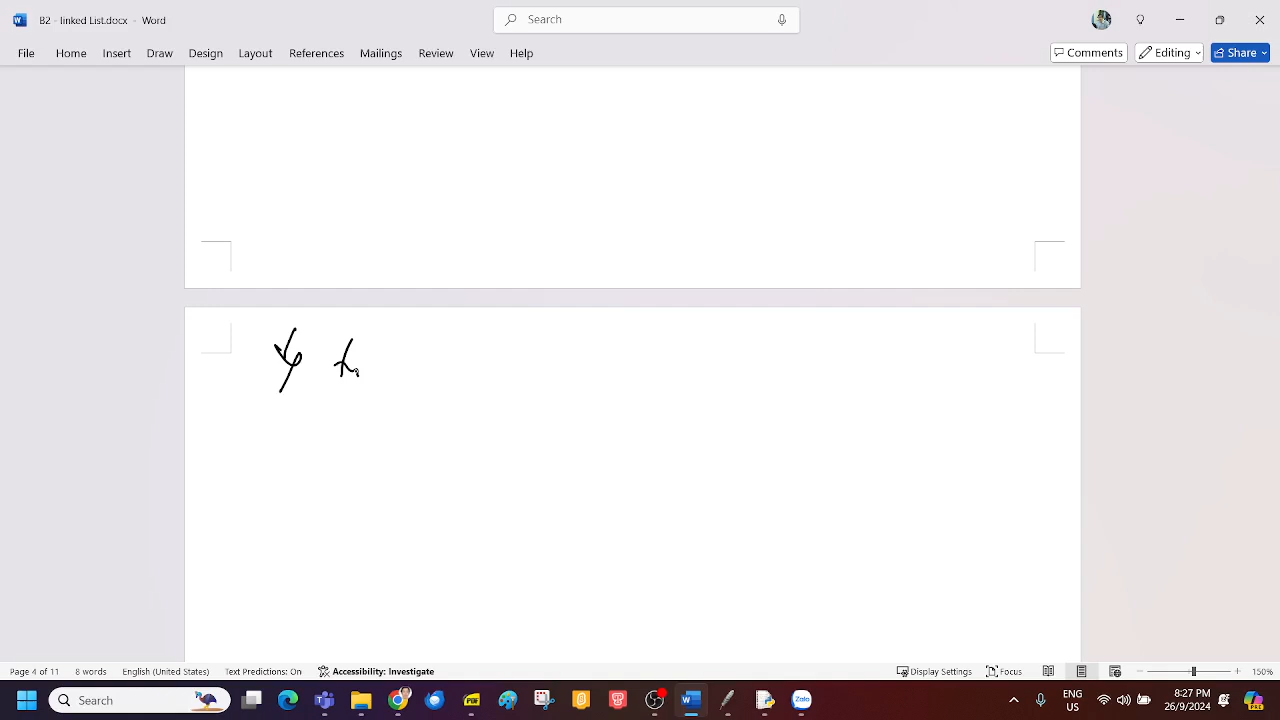 B2 - linked List.docx - Word
Search
File Home Insert Draw Design Layout References Mailings Review View Help
Comments Editing Share
Page 4 of 11 8 words English (United States) Text Predictions: On Accessibility: Investigate
Display Settings Focus 150%
Search
ENG
US
8:27 PM
26/9/2024